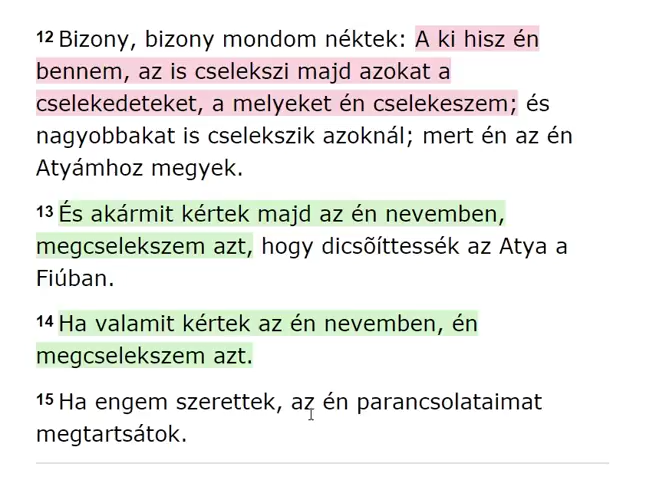 12 Bizony, bizony mondom néktek: A ki hisz én
bennem, az is cselekszi majd azokat a
cselekedeteket, a melyeket én cselekeszem; és
nagyobbakat is cselekszik azoknál; mert én az én
Atyámhoz megyek.
13 És akármit kértek majd az én nevemben,
megcselekszem azt, hogy dicsõíttessék az Atya a
Fiúban.
14 Ha valamit kértek az én nevemben, én
megcselekszem azt.
15 Ha engem szerettek, az én parancsolataimat
megtartsátok.